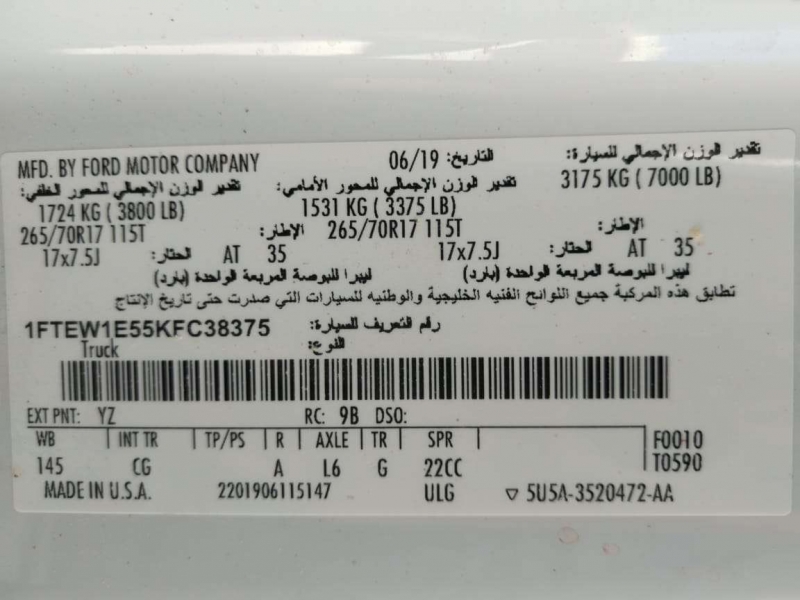 MFD. BY FORD MOTOR COMPANY 06/19 :التاريخ تقدير الوزن الإجمالي للسيارة:
تقدير الوزن الإجمالي للمحور الخلفي: تقدير الوزن الإجمالي للمحور الأمامي: 3175 KG ( 7000 LB)
1724 KG ( 3800 LB) 1531 KG ( 3375 LB)
265/70R17 115T الإطار: 265/70R17 115T الإطار:
17x7.5J الحتار: AT 35 17x7.5J الحتار: AT 35
ليبرا للبوصة المربعة الواحدة (بارد) ليبرا للبوصة المربعة الواحدة (بارد)
تطابق هذه المركبة جميع اللوائح الفنيه الخليجية والوطنيه للسيارات التي صدرت حتى تاريخ الإنتاج
1FTEW1E55KFC38375 رقم التعريف للسيارة:
Truck النوع:
EXT PNT: YZ RC: 9B DSO:
WB INT TR TP/PS R AXLE TR SPR F0010
145 CG A L6 G 22CC T0590
MADE IN U.S.A. 2201906115147 ULG ▽ 5U5A-3520472-AA